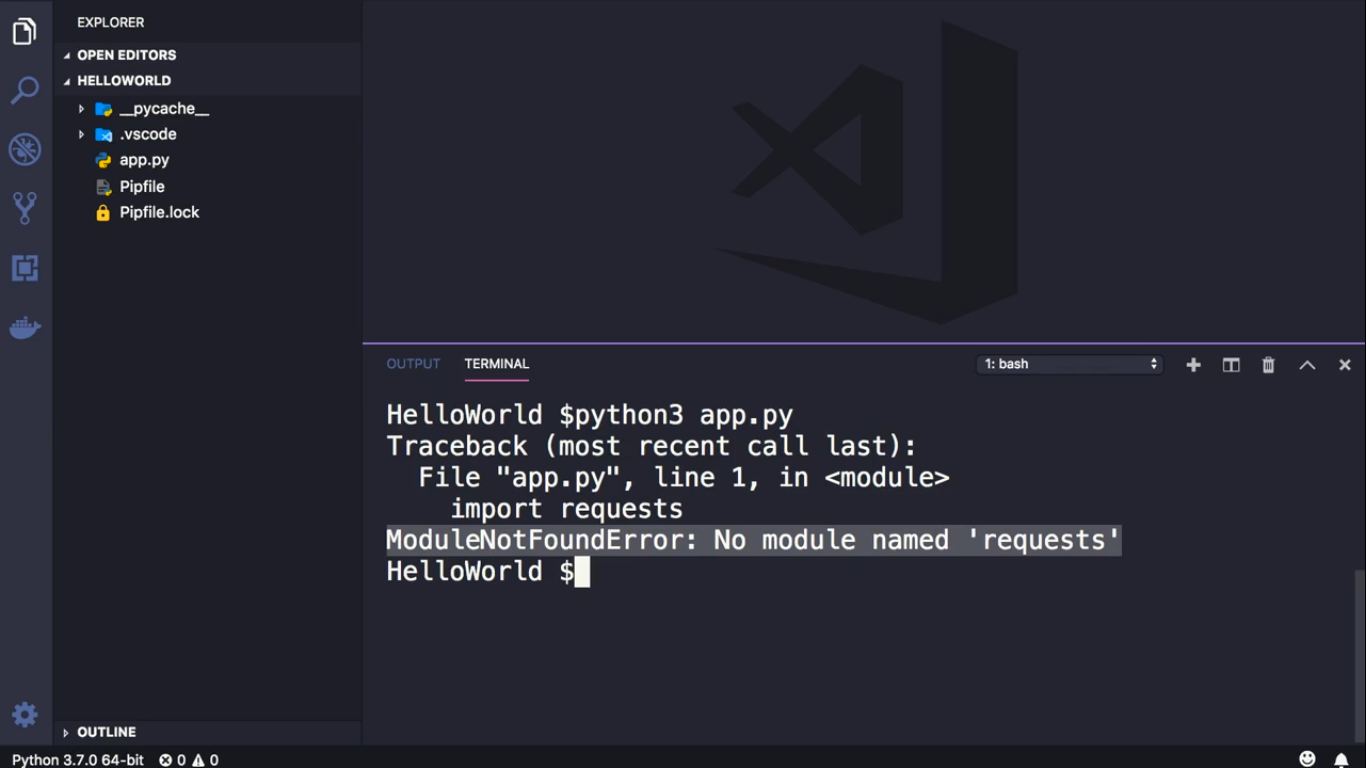 EXPLORER
OPEN EDITORS
HELLOWORLD
__pycache__
.vscode
app.py
Pipfile
Pipfile.lock
OUTLINE
OUTPUT TERMINAL 1: bash
HelloWorld $python3 app.py
Traceback (most recent call last):
  File "app.py", line 1, in <module>
    import requests
ModuleNotFoundError: No module named 'requests'
HelloWorld $
Python 3.7.0 64-bit 0 0